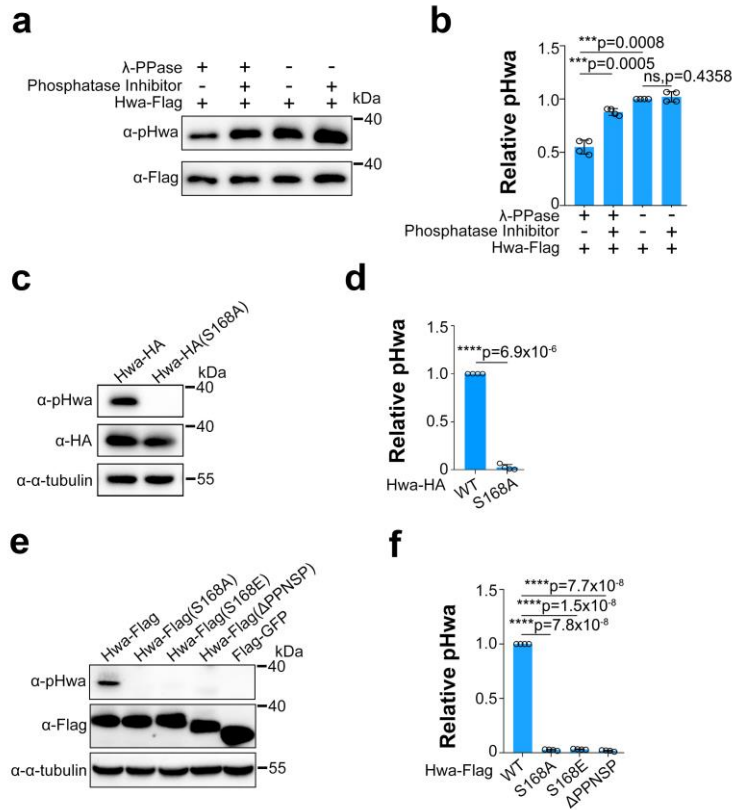 a
λ-PPase + + - -
Phosphatase Inhibitor - + - +
Hwa-Flag + + + + kDa
α-pHwa 40
α-Flag 40
b
Relative pHwa
1.5
1.0
0.5
0
***p=0.0008
***p=0.0005
ns,p=0.4358
λ-PPase + + - -
Phosphatase Inhibitor - + - +
Hwa-Flag + + + +
c
Hwa-HA
Hwa-HA(S168A)
kDa
α-pHwa 40
α-HA 40
α-α-tubulin 55
d
Relative pHwa
1.5
1.0
0.5
0
****p=6.9x10⁻⁶
Hwa-HA WT S168A
e
Hwa-Flag
Hwa-Flag(S168A)
Hwa-Flag(S168E)
Hwa-Flag(ΔPPNSP)
Flag-GFP
kDa
α-pHwa 40
α-Flag 40
α-α-tubulin 55
f
Relative pHwa
1.5
1.0
0.5
0
****p=7.7x10⁻⁸
****p=1.5x10⁻⁸
****p=7.8x10⁻⁸
Hwa-Flag WT S168A S168E ΔPPNSP